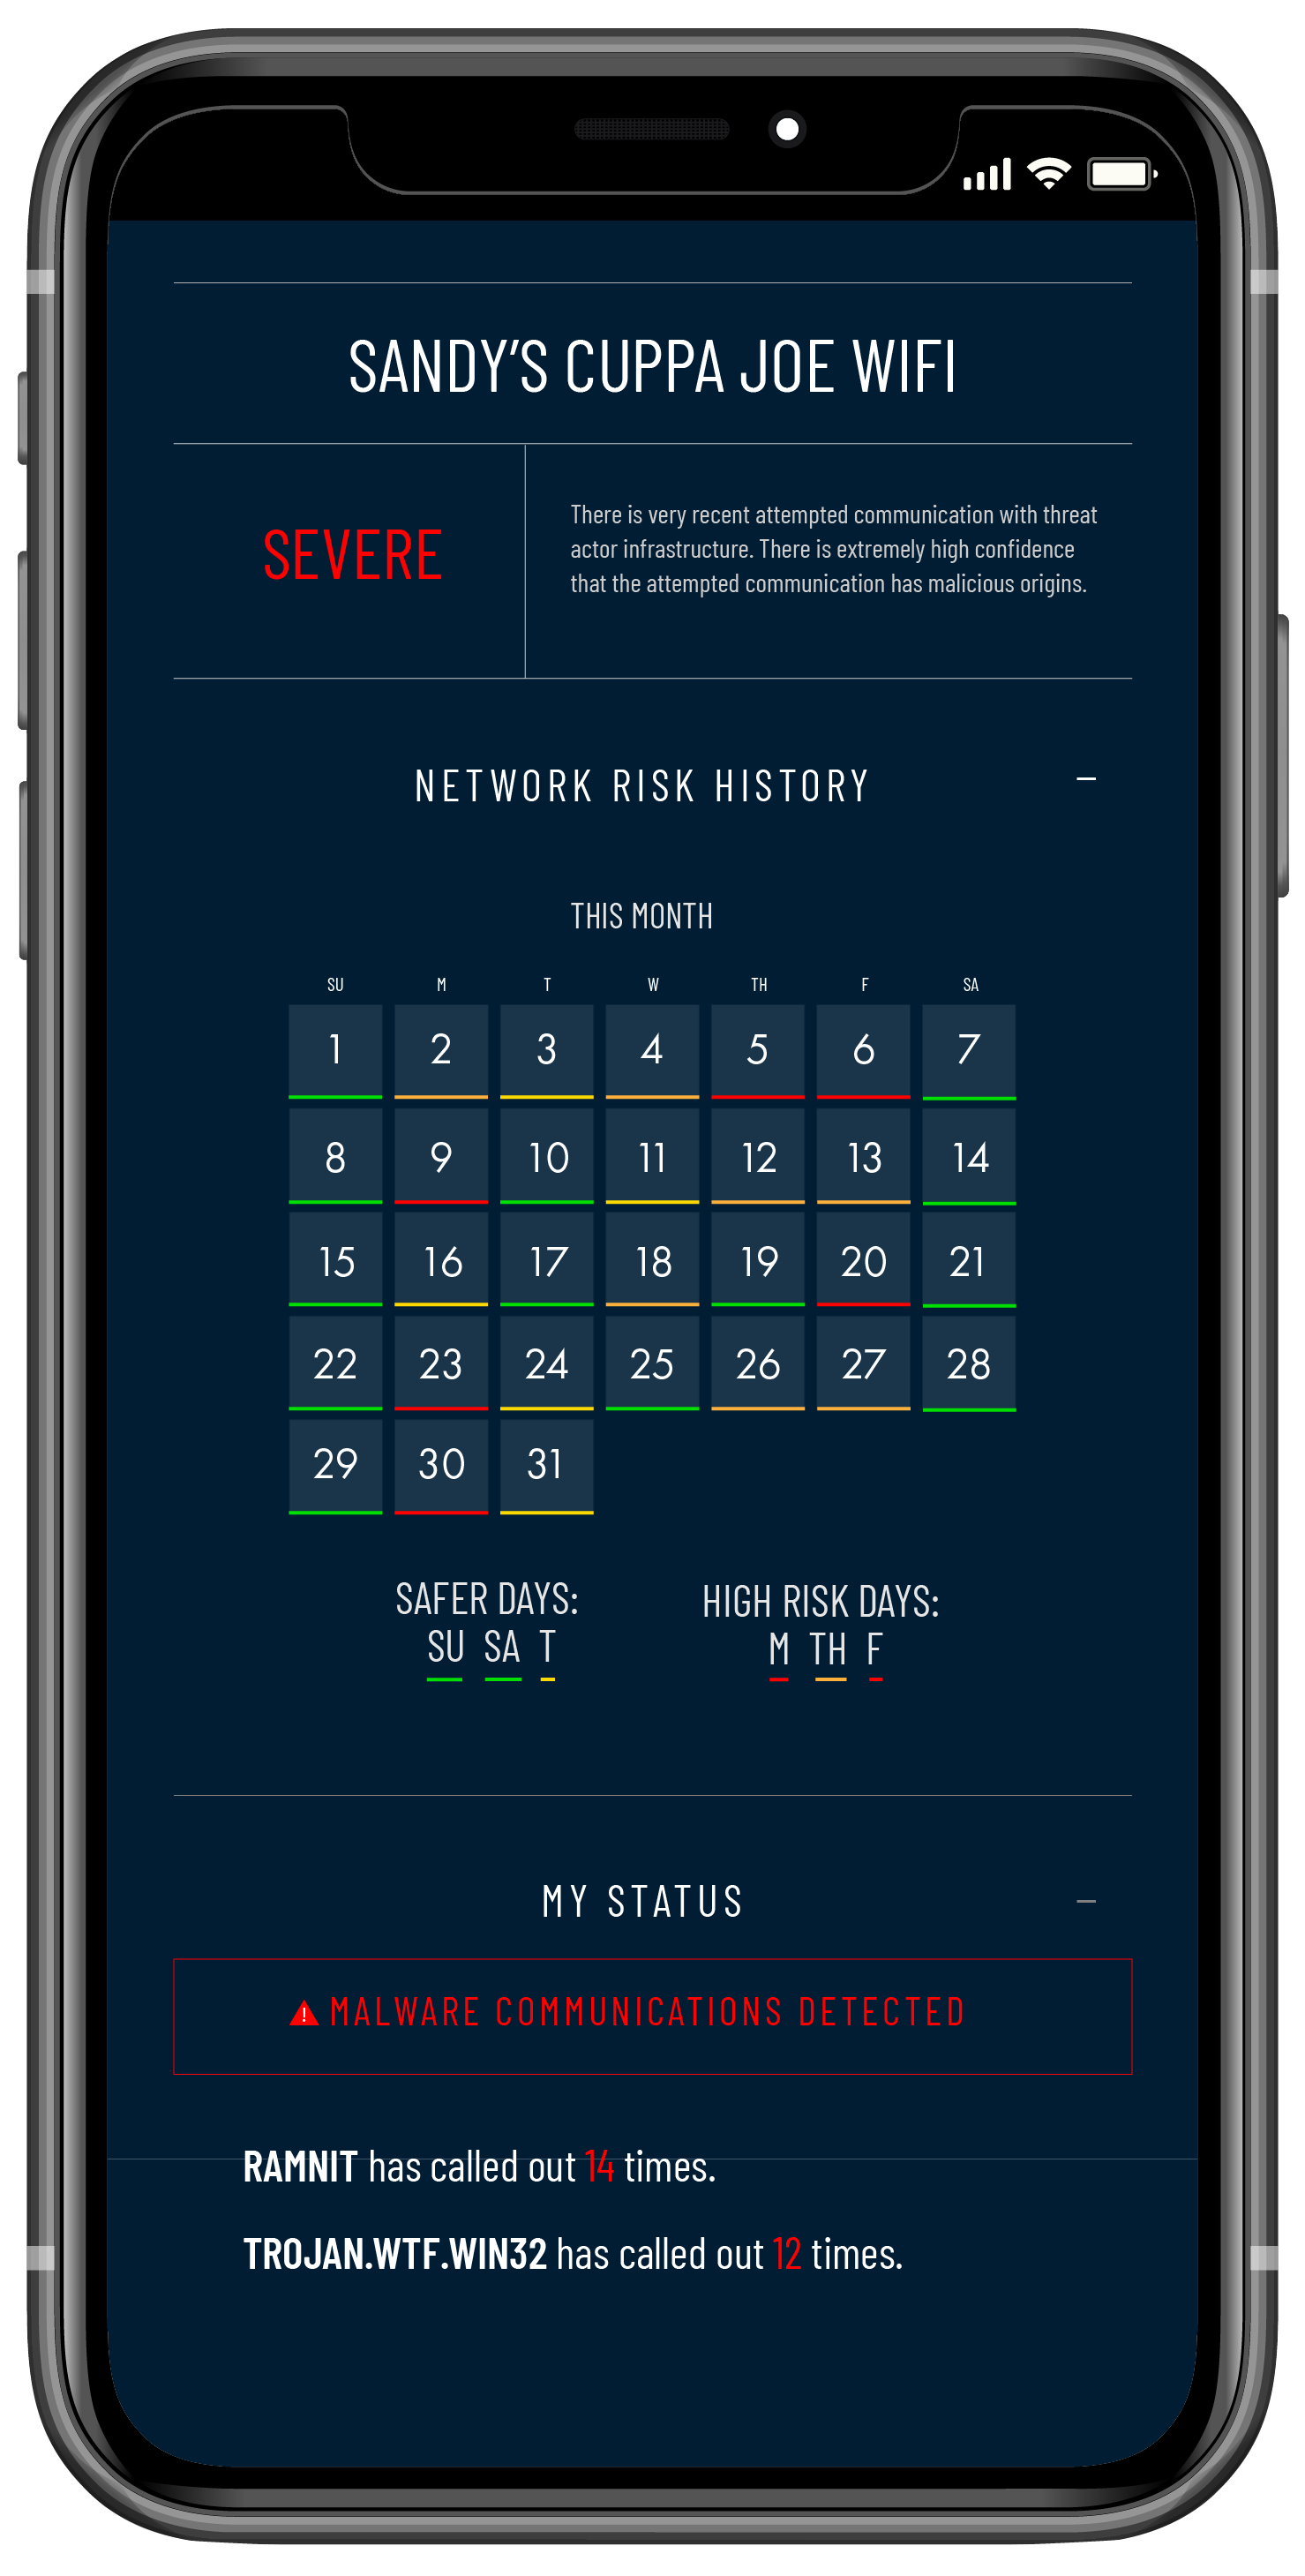 SANDY’S CUPPA JOE WIFI
SEVERE
There is very recent attempted communication with threat
actor infrastructure. There is extremely high confidence
that the attempted communication has malicious origins.
NETWORK RISK HISTORY
THIS MONTH
SU M T W TH F SA
1 2 3 4 5 6 7
8 9 10 11 12 13 14
15 16 17 18 19 20 21
22 23 24 25 26 27 28
29 30 31
SAFER DAYS:
SU SA T
HIGH RISK DAYS:
M TH F
MY STATUS
MALWARE COMMUNICATIONS DETECTED
RAMNIT has called out 14 times.
TROJAN.WTF.WIN32 has called out 12 times.